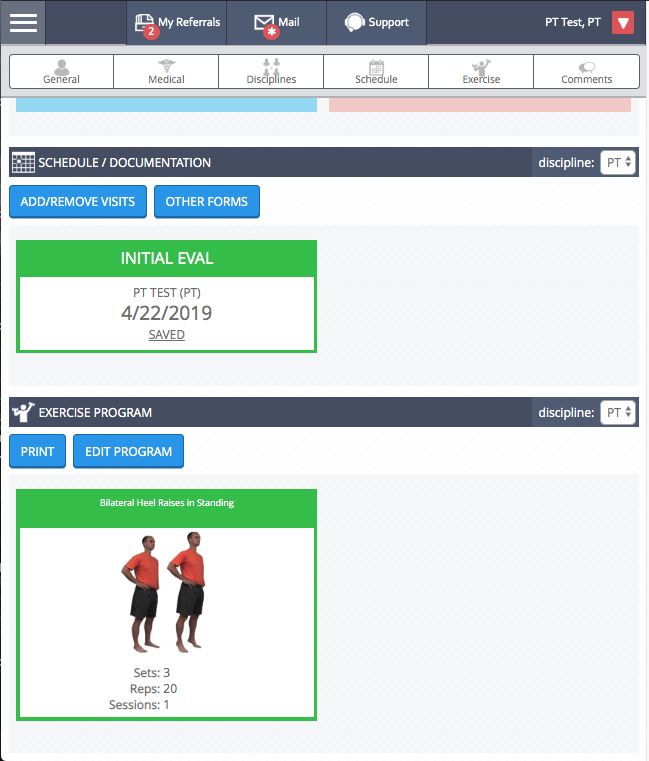 My Referrals
2
Mail
Support
PT Test, PT
General
Medical
Disciplines
Schedule
Exercise
Comments
SCHEDULE / DOCUMENTATION
discipline: PT
ADD/REMOVE VISITS
OTHER FORMS
INITIAL EVAL
PT TEST (PT)
4/22/2019
SAVED
EXERCISE PROGRAM
discipline: PT
PRINT
EDIT PROGRAM
Bilateral Heel Raises in Standing
Sets: 3
Reps: 20
Sessions: 1